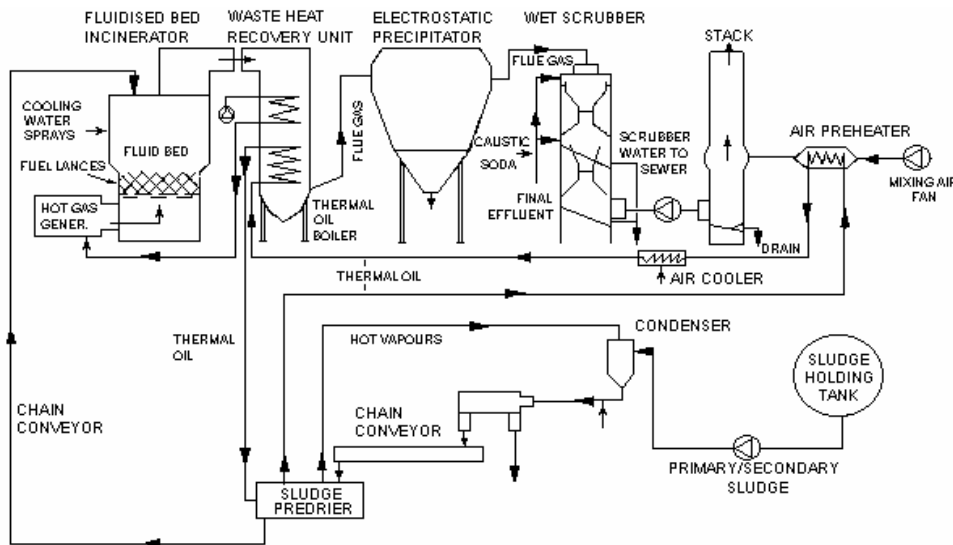 FLUIDISED BED
INCINERATOR
WASTE HEAT
RECOVERY UNIT
ELECTROSTATIC
PRECIPITATOR
WET SCRUBBER
STACK
FLUE GAS
FLUE GAS
COOLING
WATER
SPRAYS
FLUID BED
FUEL LANCES
HOT GAS
GENER.
THERMAL
OIL
BOILER
CAUSTIC
SODA
SCRUBBER
WATER TO
SEWER
FINAL
EFFLUENT
AIR PREHEATER
MIXING AIR
FAN
DRAIN
THERMAL OIL
AIR COOLER
THERMAL
OIL
HOT VAPOURS
CONDENSER
SLUDGE
HOLDING
TANK
CHAIN
CONVEYOR
CHAIN
CONVEYOR
PRIMARY/SECONDARY
SLUDGE
SLUDGE
PREDRIER